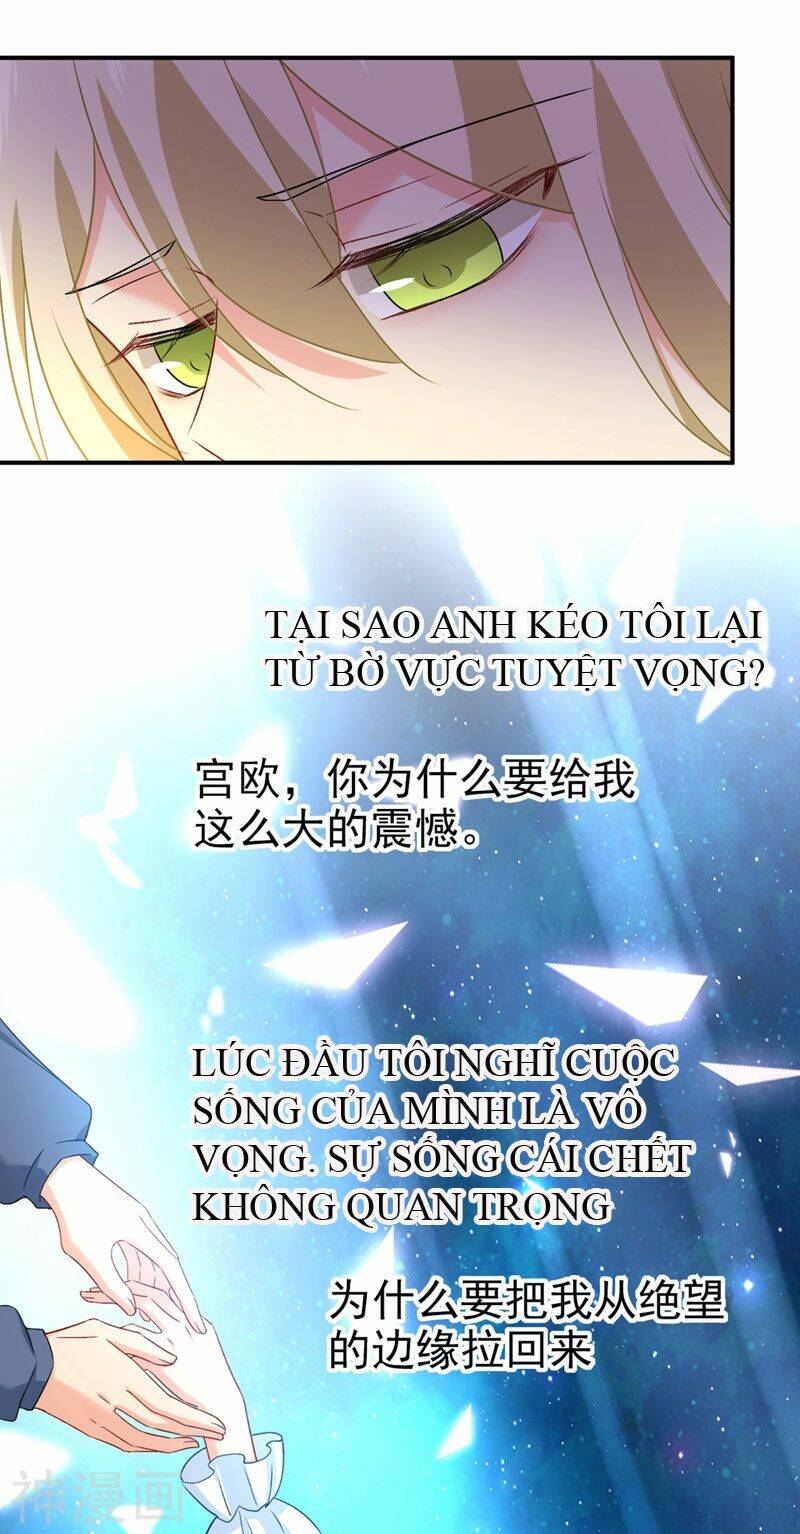 TẠI SAO ANH KÉO TÔI LẠI
TỪ BỜ VỰC TUYỆT VỌNG?
宫欧，你为什么要给我
这么大的震憾。
LÚC ĐẦU TÔI NGHĨ CUỘC
SỐNG CỦA MÌNH LÀ VÔ
VỌNG. SỰ SỐNG CÁI CHẾT
KHÔNG QUAN TRỌNG
为什么要把我从绝望
的边缘拉回来
神漫画